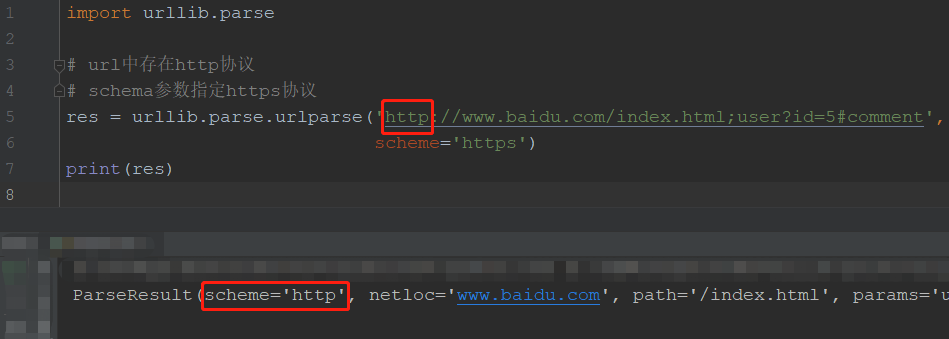 1 import urllib.parse
2
3 # url中存在http协议
4 # schema参数指定https协议
5 res = urllib.parse.urlparse('http://www.baidu.com/index.html;user?id=5#comment',
6 scheme='https')
7 print(res)
8
ParseResult(scheme='http', netloc='www.baidu.com', path='/index.html', params='u